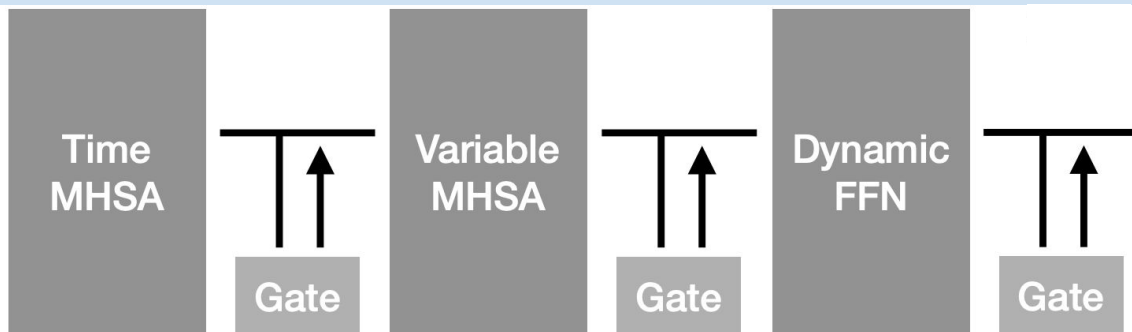 Time
MHSA
Gate
Variable
MHSA
Gate
Dynamic
FFN
Gate